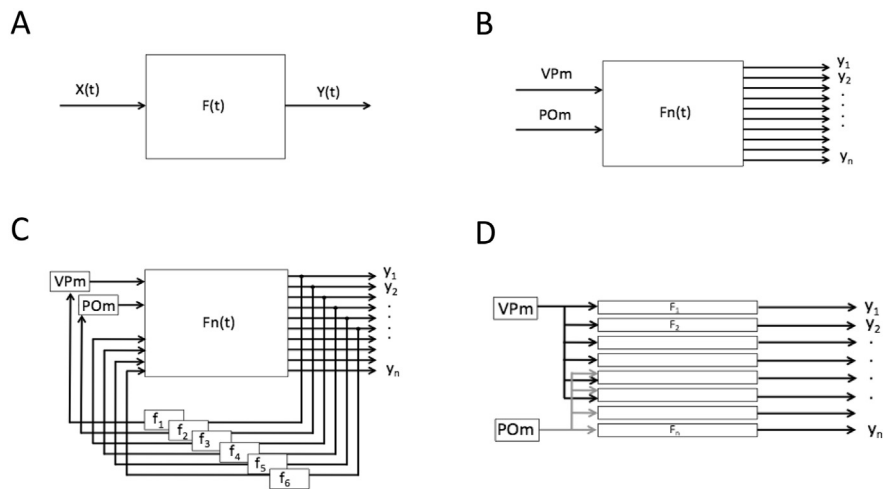 A
X(t)
F(t)
Y(t)
B
VPm
POm
Fn(t)
y₁
y₂
.
.
.
.
yₙ
C
VPm
POm
Fn(t)
y₁
y₂
.
.
.
.
yₙ
f₁
f₂
f₃
f₄
f₅
f₆
D
VPm
POm
F₁
F₂
Fₙ
y₁
y₂
.
.
.
.
yₙ